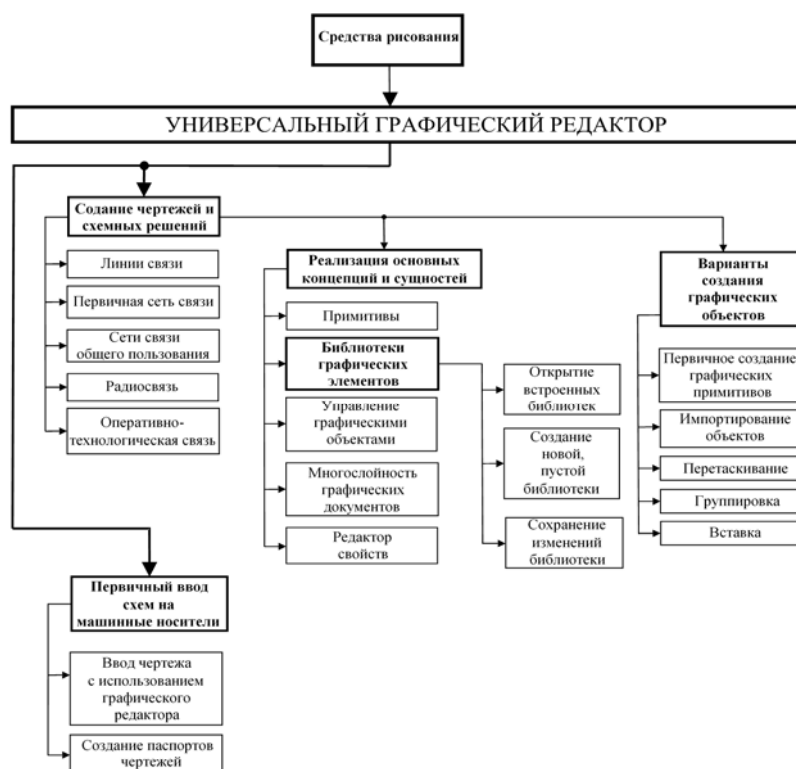 Средства рисования
УНИВЕРСАЛЬНЫЙ ГРАФИЧЕСКИЙ РЕДАКТОР
Содание чертежей и
схемных решений
Линии связи
Первичная сеть связи
Сети связи
общего пользования
Радиосвязь
Оперативно-
технологическая связь
Реализация основных
концепций и сущностей
Примитивы
Библиотеки
графических
элементов
Управление
графическими
объектами
Многослойность
графических
документов
Редактор
свойств
Открытие
встроенных
библиотек
Создание
новой,
пустой
библиотеки
Сохранение
изменений
библиотеки
Варианты
создания
графических
объектов
Первичное создание
графических
примитивов
Импортирование
объектов
Перетаскивание
Группировка
Вставка
Первичный ввод
схем на
машинные носители
Ввод чертежа
с использованием
графического
редактора
Создание паспортов
чертежей